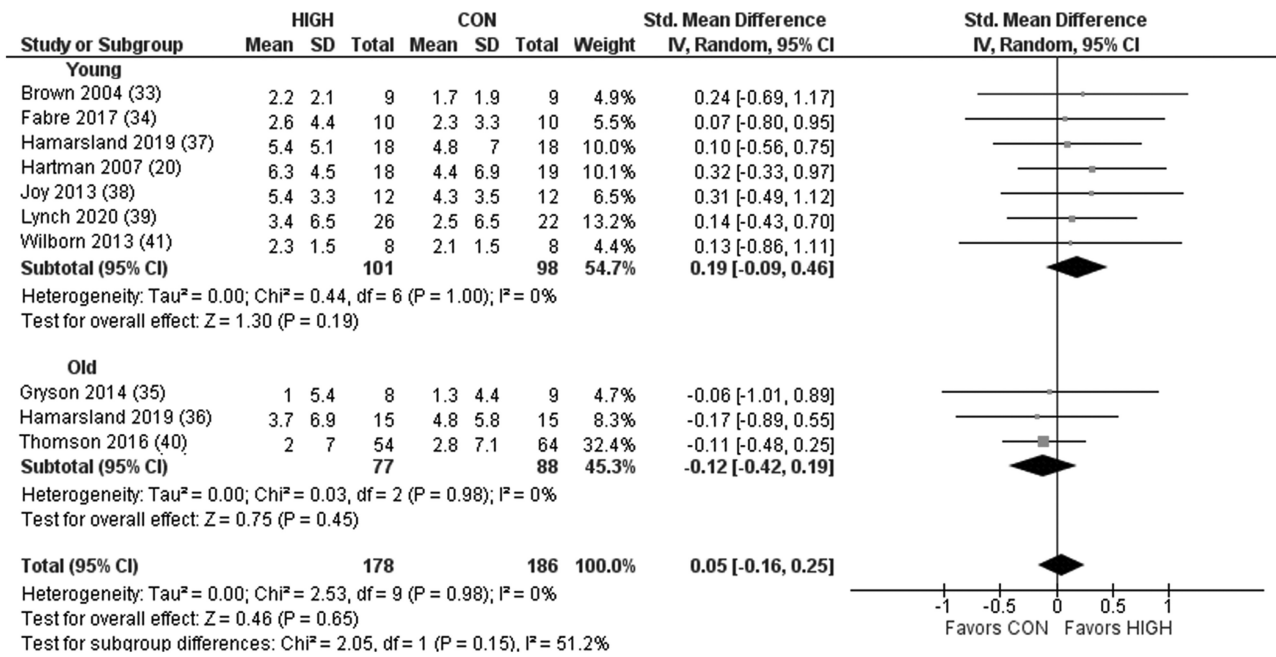 HIGH CON Std. Mean Difference Std. Mean Difference
Study or Subgroup Mean SD Total Mean SD Total Weight IV, Random, 95% CI IV, Random, 95% CI
Young
Brown 2004 (33) 2.2 2.1 9 1.7 1.9 9 4.9% 0.24 [-0.69, 1.17]
Fabre 2017 (34) 2.6 4.4 10 2.3 3.3 10 5.5% 0.07 [-0.80, 0.95]
Hamarsland 2019 (37) 5.4 5.1 18 4.8 7 18 10.0% 0.10 [-0.56, 0.75]
Hartman 2007 (20) 6.3 4.5 18 4.4 6.9 19 10.1% 0.32 [-0.33, 0.97]
Joy 2013 (38) 5.4 3.3 12 4.3 3.5 12 6.5% 0.31 [-0.49, 1.12]
Lynch 2020 (39) 3.4 6.5 26 2.5 6.5 22 13.2% 0.14 [-0.43, 0.70]
Wilborn 2013 (41) 2.3 1.5 8 2.1 1.5 8 4.4% 0.13 [-0.86, 1.11]
Subtotal (95% CI) 101 98 54.7% 0.19 [-0.09, 0.46]
Heterogeneity: Tau² = 0.00; Chi² = 0.44, df = 6 (P = 1.00); I² = 0%
Test for overall effect: Z = 1.30 (P = 0.19)
Old
Gryson 2014 (35) 1 5.4 8 1.3 4.4 9 4.7% -0.06 [-1.01, 0.89]
Hamarsland 2019 (36) 3.7 6.9 15 4.8 5.8 15 8.3% -0.17 [-0.89, 0.55]
Thomson 2016 (40) 2 7 54 2.8 7.1 64 32.4% -0.11 [-0.48, 0.25]
Subtotal (95% CI) 77 88 45.3% -0.12 [-0.42, 0.19]
Heterogeneity: Tau² = 0.00; Chi² = 0.03, df = 2 (P = 0.98); I² = 0%
Test for overall effect: Z = 0.75 (P = 0.45)
Total (95% CI) 178 186 100.0% 0.05 [-0.16, 0.25]
Heterogeneity: Tau² = 0.00; Chi² = 2.53, df = 9 (P = 0.98); I² = 0%
Test for overall effect: Z = 0.46 (P = 0.65)
Test for subgroup differences: Chi² = 2.05, df = 1 (P = 0.15), I² = 51.2%
-1 -0.5 0 0.5 1
Favors CON Favors HIGH